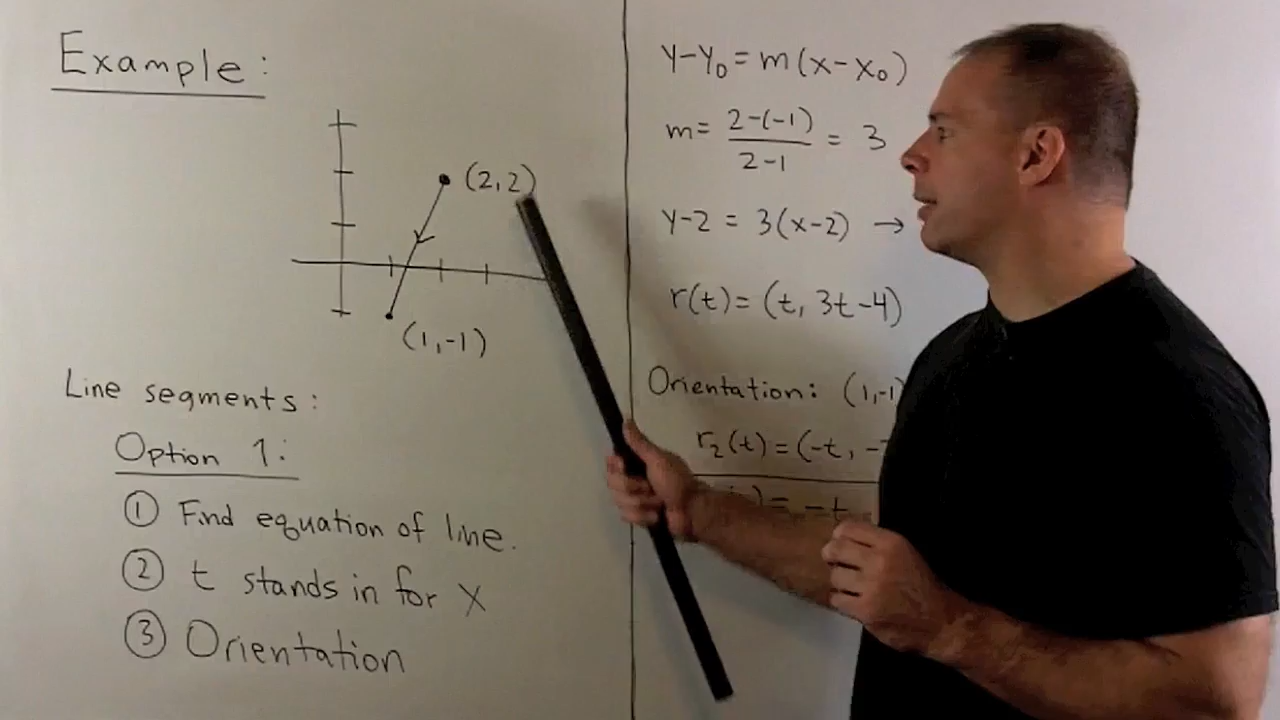 Example:
(2,2)
(1,-1)
Line segments:
Option 1:
① Find equation of line.
② t stands in for X
③ Orientation
y-y₀ = m(x-x₀)
m = 2-(-1)/2-1 = 3
y-2 = 3(x-2) →
r(t) = (t, 3t-4)
Orientation: (1,-1)
r₂(t) = (-t, -
) = -t